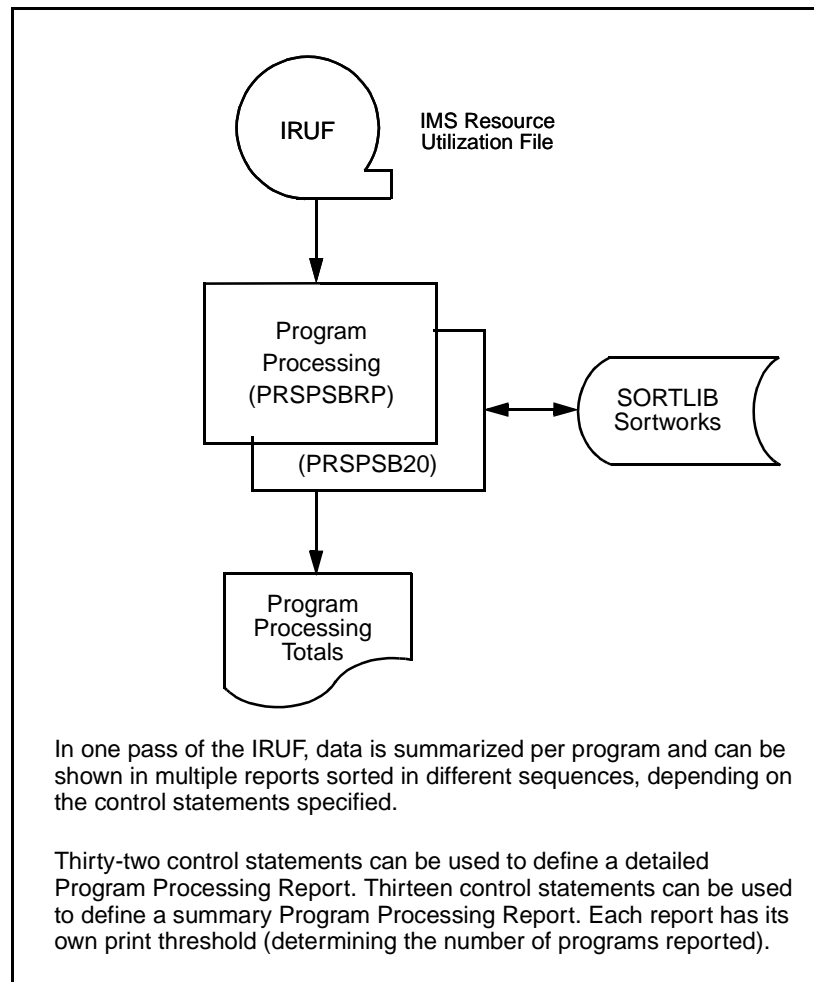 IRUF
IMS Resource
Utilization File
Program
Processing
(PRSPSBRP)
(PRSPSB20)
SORTLIB
Sortworks
Program
Processing
Totals
In one pass of the IRUF, data is summarized per program and can be
shown in multiple reports sorted in different sequences, depending on
the control statements specified.
Thirty-two control statements can be used to define a detailed
Program Processing Report. Thirteen control statements can be used
to define a summary Program Processing Report. Each report has its
own print threshold (determining the number of programs reported).